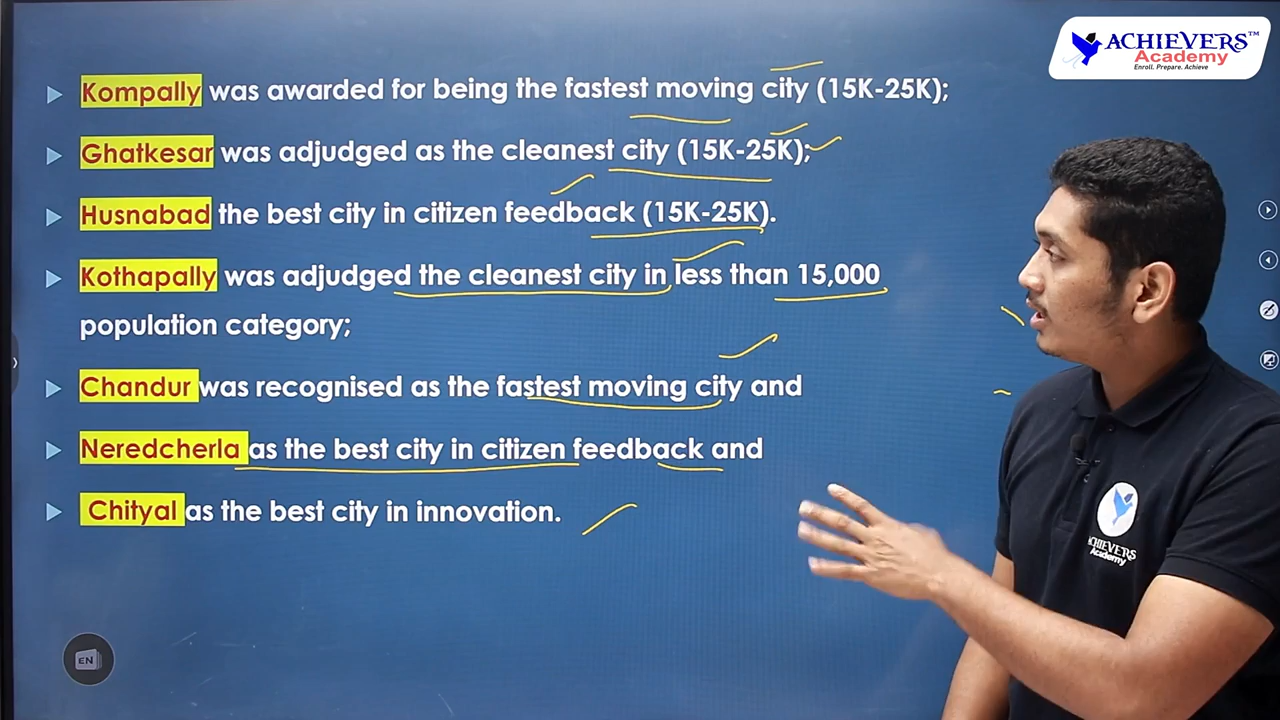 ACHIEVERS™
Academy
Enroll. Prepare. Achieve
Kompally was awarded for being the fastest moving city (15K-25K);
Ghatkesar was adjudged as the cleanest city (15K-25K);
Husnabad the best city in citizen feedback (15K-25K).
Kothapally was adjudged the cleanest city in less than 15,000
population category;
Chandur was recognised as the fastest moving city and
Neredcherla as the best city in citizen feedback and
Chityal as the best city in innovation.
ACHIEVERS
Academy
EN